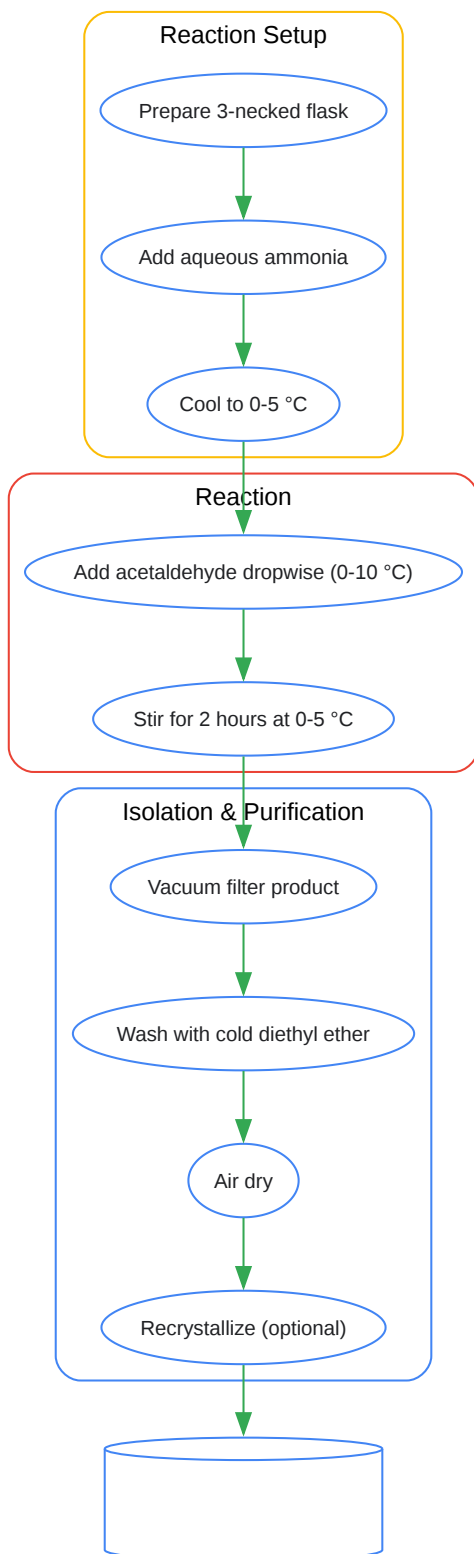 Reaction Setup
Prepare 3-necked flask
Add aqueous ammonia
Cool to 0-5 °C
Reaction
Add acetaldehyde dropwise (0-10 °C)
Stir for 2 hours at 0-5 °C
Isolation & Purification
Vacuum filter product
Wash with cold diethyl ether
Air dry
Recrystallize (optional)